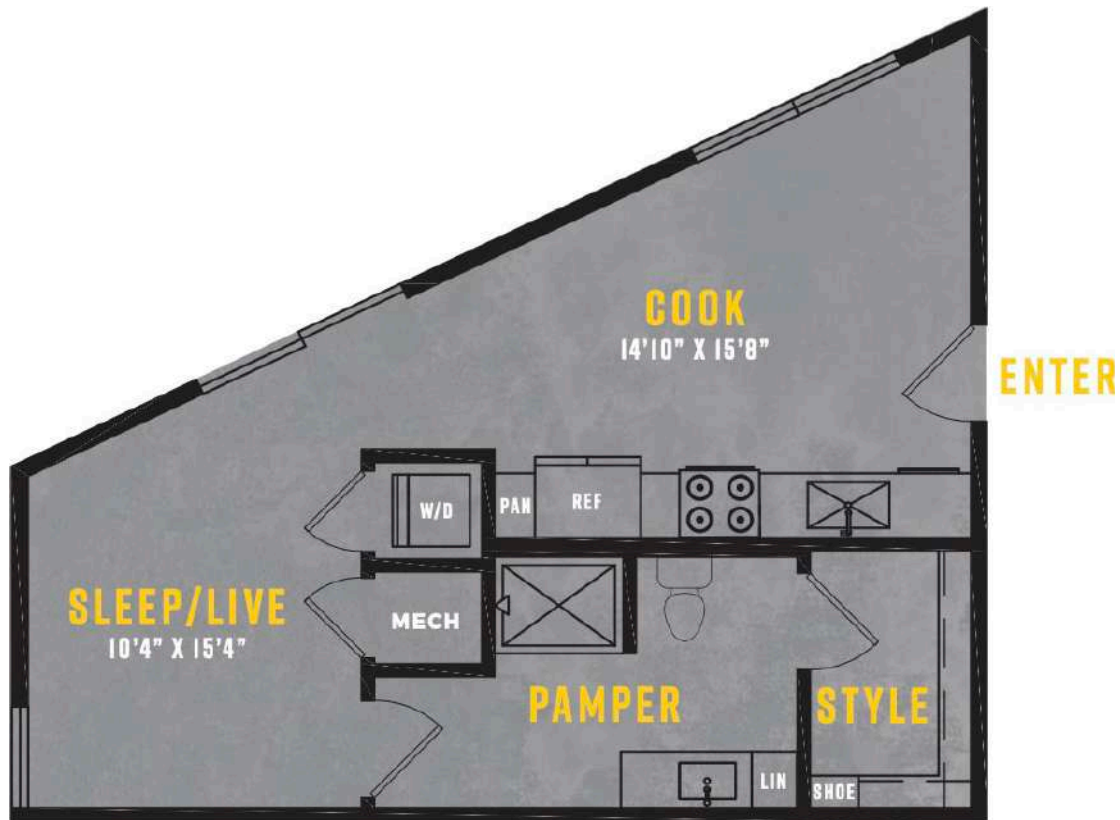 COOK
14'10" X 15'8"
ENTER
W/D
PAN
REF
SLEEP/LIVE
10'4" X 15'4"
MECH
PAMPER
STYLE
LIN
SHOE